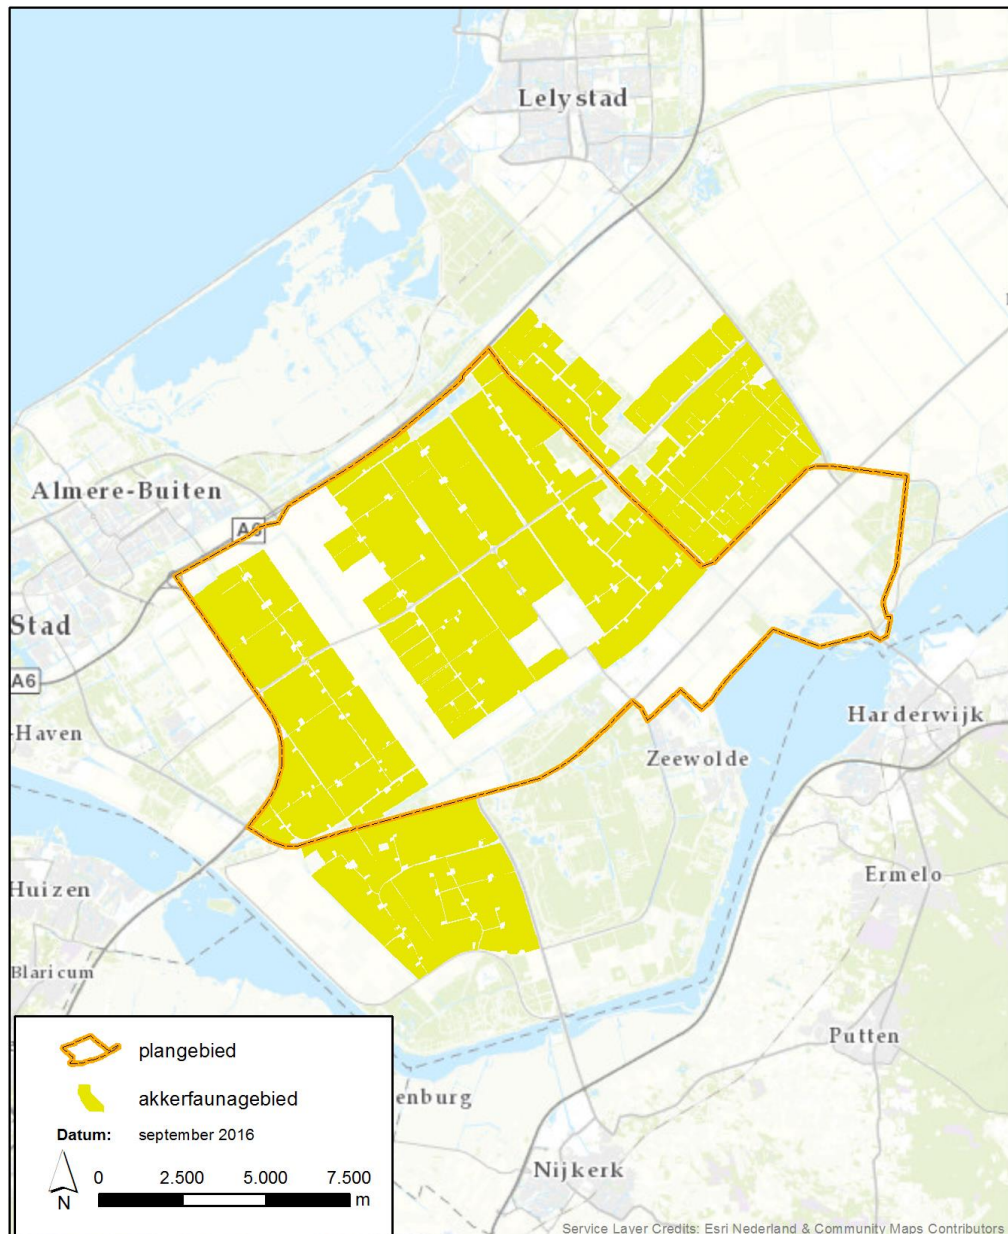 Lelystad
Almere-Buiten
A6
Stad
A6
-Haven
Harderwijk
Zeewolde
Huizen
Ermelo
Blaricum
Putten
enburg
Nijkerk
plangebied
akkerfaunagebied
Datum: september 2016
0 2.500 5.000 7.500
m
N
Service Layer Credits: Esri Nederland & Community Maps Contributors